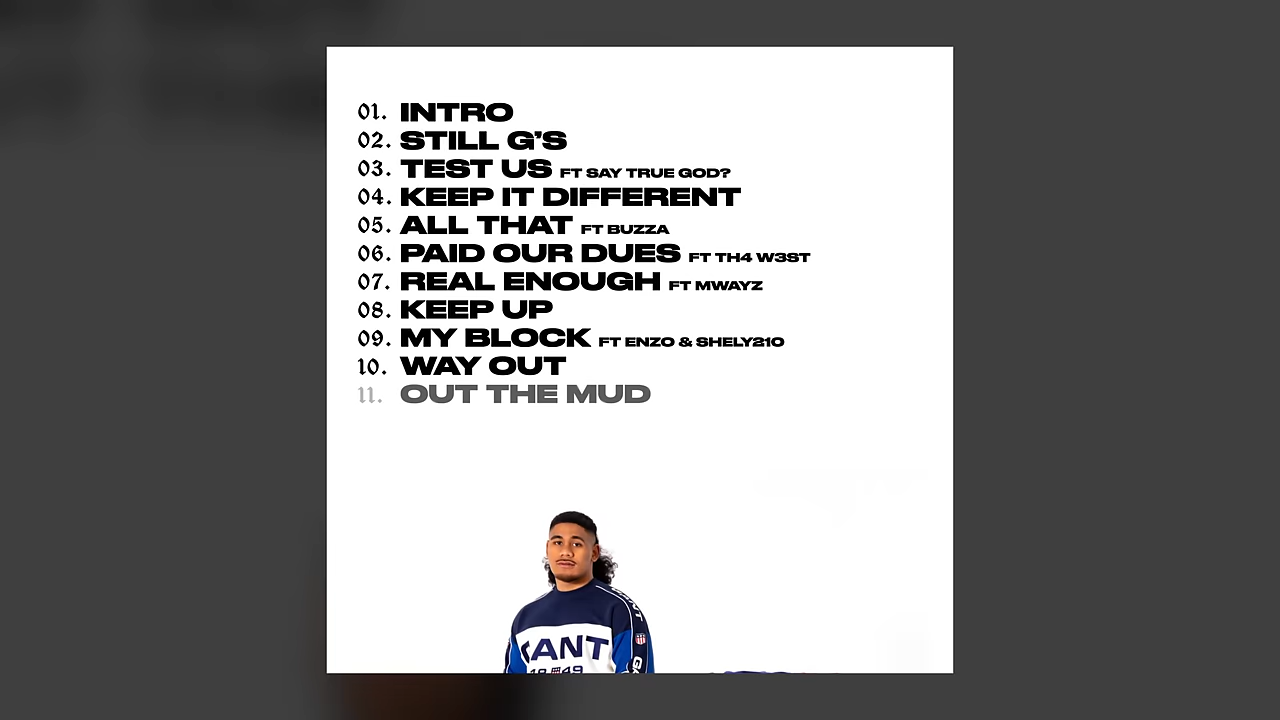 01. INTRO
02. STILL G'S
03. TEST US FT SAY TRUE GOD?
04. KEEP IT DIFFERENT
05. ALL THAT FT BUZZA
06. PAID OUR DUES FT TH4 W3ST
07. REAL ENOUGH FT MWAYZ
08. KEEP UP
09. MY BLOCK FT ENZO & SHELY210
10. WAY OUT
11. OUT THE MUD
GANT
49